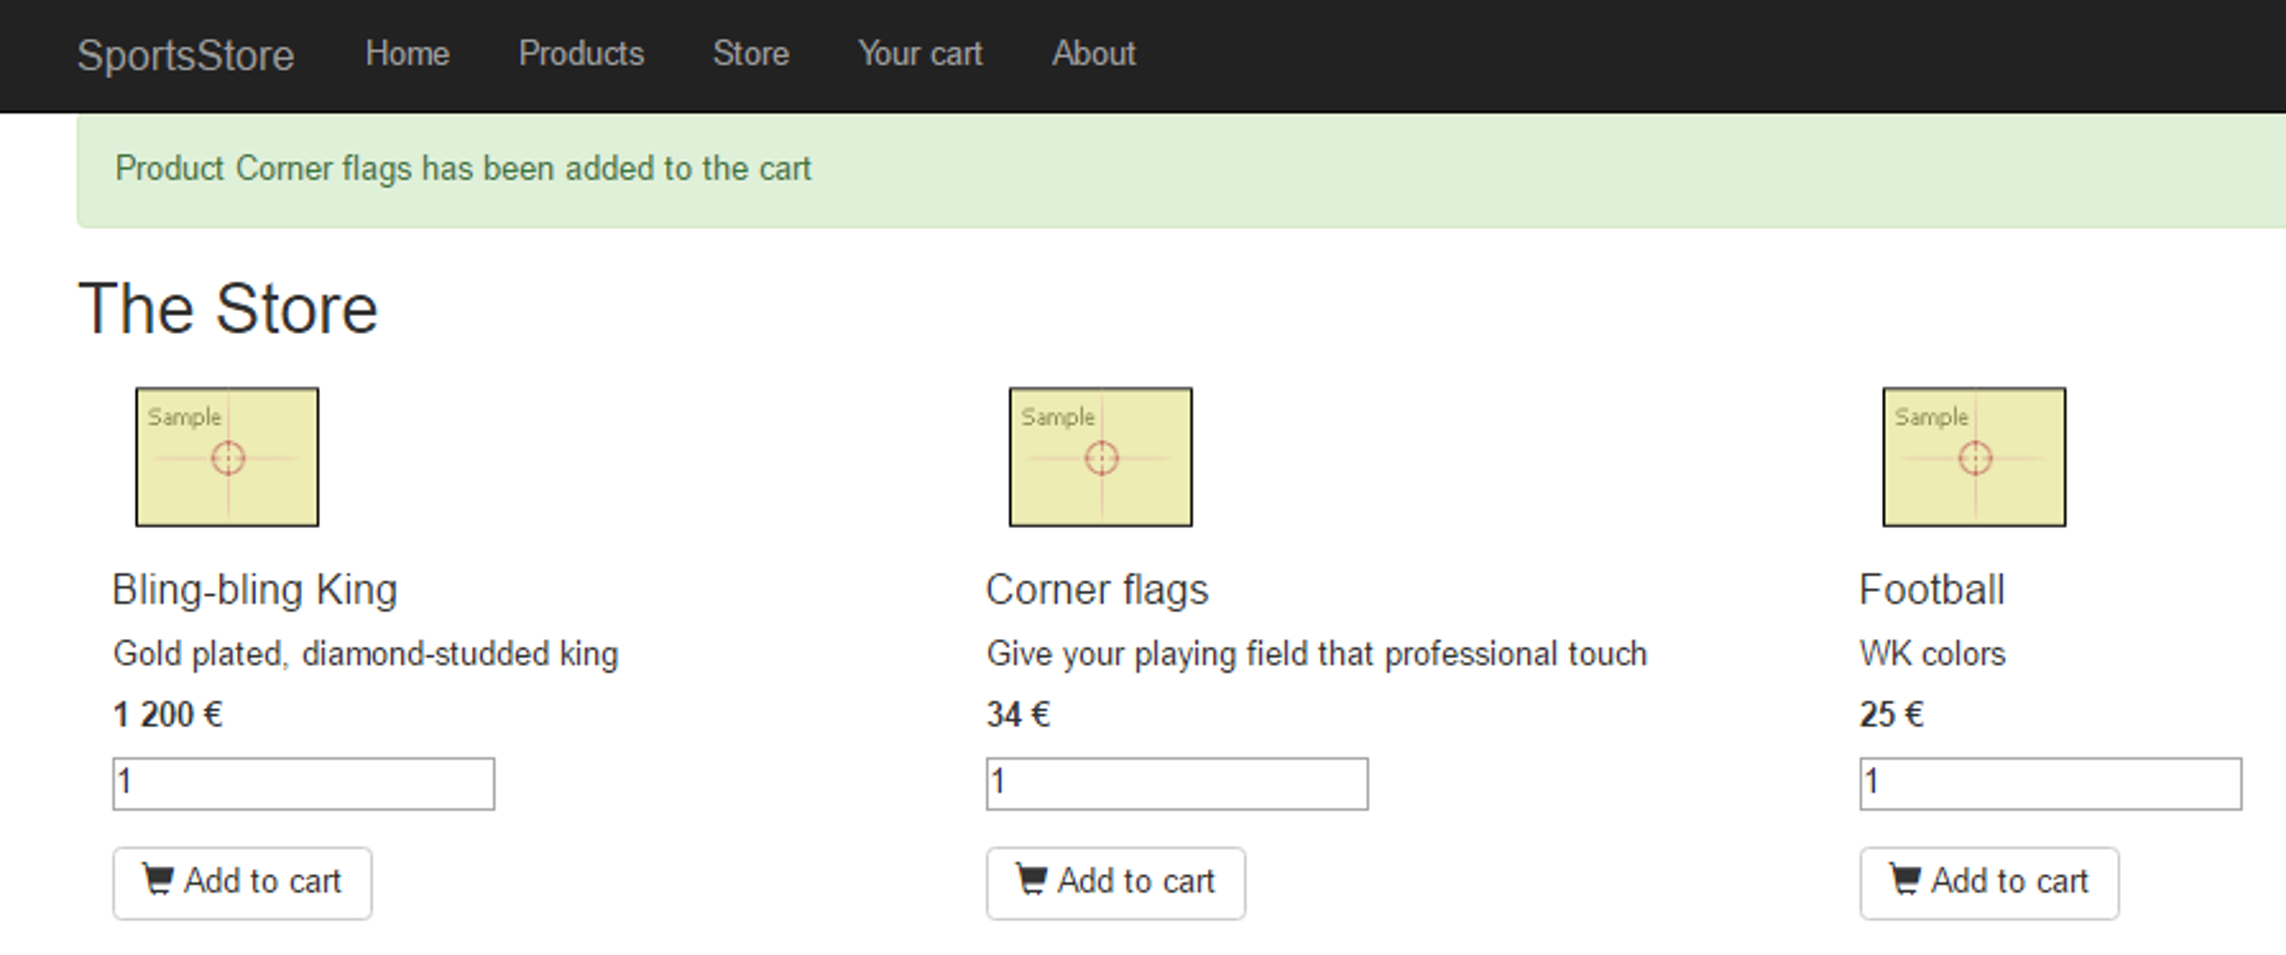 SportsStore Home Products Store Your cart About
Product Corner flags has been added to the cart
The Store
Sample Sample Sample
Bling-bling King Corner flags Football
Gold plated, diamond-studded king Give your playing field that professional touch WK colors
1 200 € 34 € 25 €
1 1 1
Add to cart Add to cart Add to cart